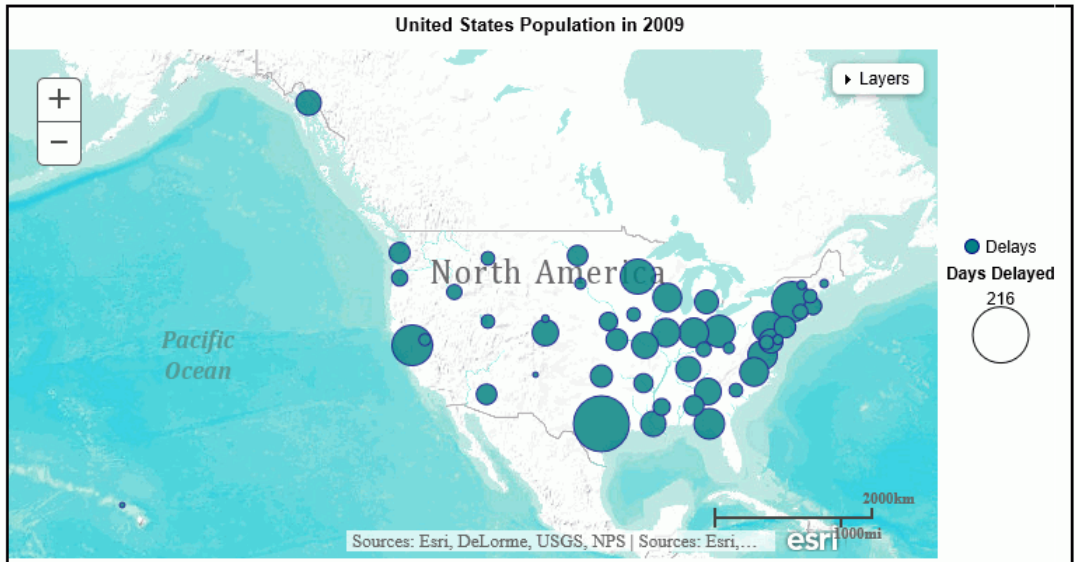 United States Population in 2009
+
−
Layers
North America
Pacific
Ocean
Delays
Days Delayed
216
2000km
1000mi
Sources: Esri, DeLorme, USGS, NPS | Sources: Esri,…
esri